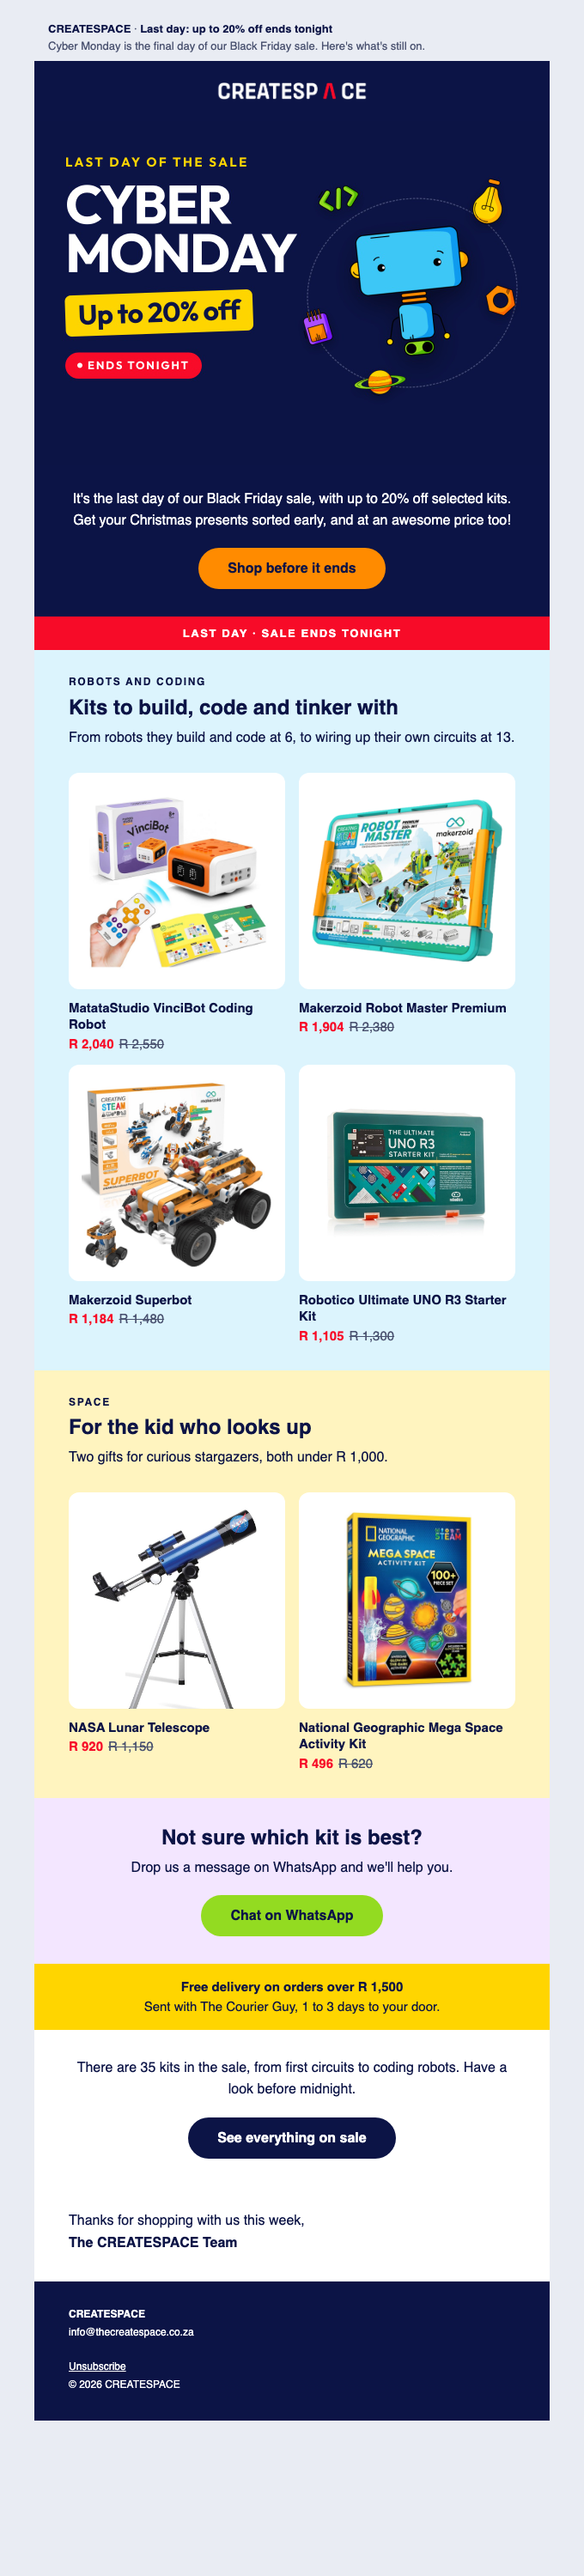 CREATESPACE · Last day: up to 20% off ends tonight
Cyber Monday is the final day of our Black Friday sale. Here's what's still on.
CREATESPACE
LAST DAY OF THE SALE
CYBER
MONDAY
Up to 20% off
• ENDS TONIGHT
It's the last day of our Black Friday sale, with up to 20% off selected kits.
Get your Christmas presents sorted early, and at an awesome price too!
Shop before it ends
LAST DAY · SALE ENDS TONIGHT
ROBOTS AND CODING
Kits to build, code and tinker with
From robots they build and code at 6, to wiring up their own circuits at 13.
VinciBot
ROBOT
MASTER
PREMIUM
makerzoid
MatataStudio VinciBot Coding
Robot
R 2,040 R 2,550
Makerzoid Robot Master Premium
R 1,904 R 2,380
CREATING
STEAM
makerzoid
SUPERBOT
THE ULTIMATE
UNO R3
STARTER KIT
Makerzoid Superbot
R 1,184 R 1,480
Robotico Ultimate UNO R3 Starter
Kit
R 1,105 R 1,300
SPACE
For the kid who looks up
Two gifts for curious stargazers, both under R 1,000.
NASA
NATIONAL
GEOGRAPHIC
STEAM
MEGA SPACE
ACTIVITY KIT
100+
PIECE SET
NASA Lunar Telescope
R 920 R 1,150
National Geographic Mega Space
Activity Kit
R 496 R 620
Not sure which kit is best?
Drop us a message on WhatsApp and we'll help you.
Chat on WhatsApp
Free delivery on orders over R 1,500
Sent with The Courier Guy, 1 to 3 days to your door.
There are 35 kits in the sale, from first circuits to coding robots. Have a
look before midnight.
See everything on sale
Thanks for shopping with us this week,
The CREATESPACE Team
CREATESPACE
info@thecreatespace.co.za
Unsubscribe
© 2026 CREATESPACE